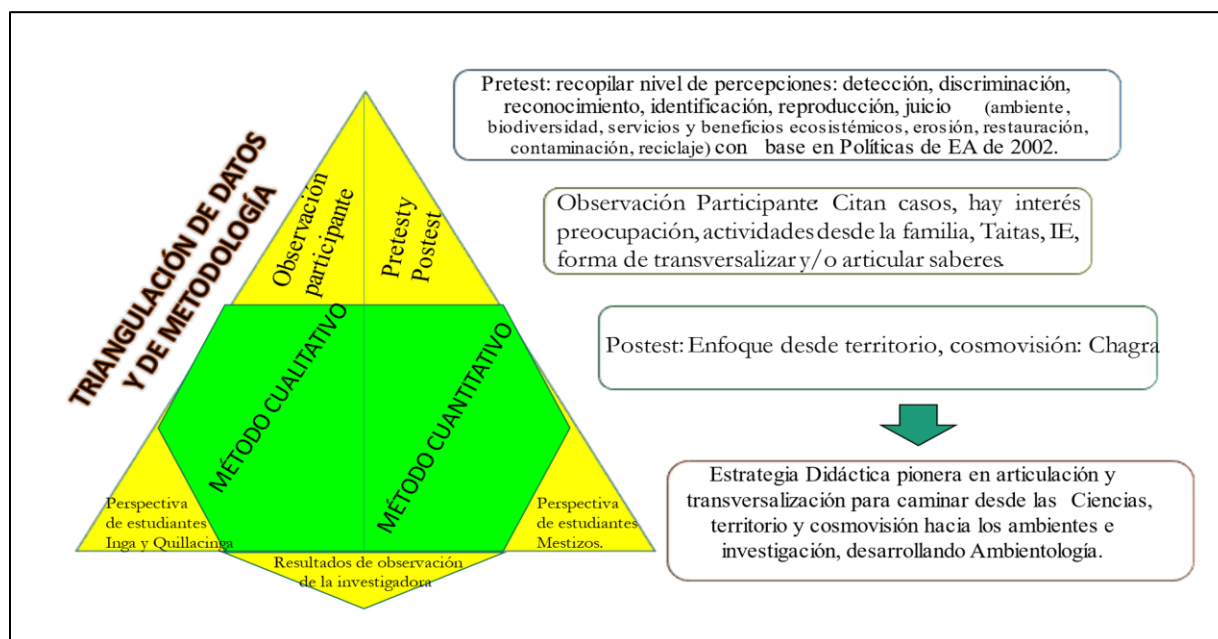 TRIANGULACIÓN DE DATOS
Y DE METODOLOGÍA
Observación
participante
Pretesty
Postest
MÉTODO CUALITATIVO
MÉTODO CUANTITATIVO
Perspectiva
de estudiantes
Inga y Quillacinga
Perspectiva
de estudiantes
Mestizos.
Resultados de observación
de la investigadora
Pretest: recopilar nivel de percepciones: detección, discriminación,
reconocimiento, identificación, reproducción, juicio (ambiente,
biodiversidad, servicios y beneficios ecosistémicos, erosión, restauración,
contaminación, reciclaje) con base en Políticas de EA de 2002.
Observación Participante: Citan casos, hay interés
preocupación, actividades desde la familia, Taitas, IE,
forma de transversalizar y/o articular saberes.
Postest: Enfoque desde territorio, cosmovisión: Chagra
Estrategia Didáctica pionera en articulación y
transversalización para caminar desde las Ciencias,
territorio y cosmovisión hacia los ambientes e
investigación, desarrollando Ambientología.